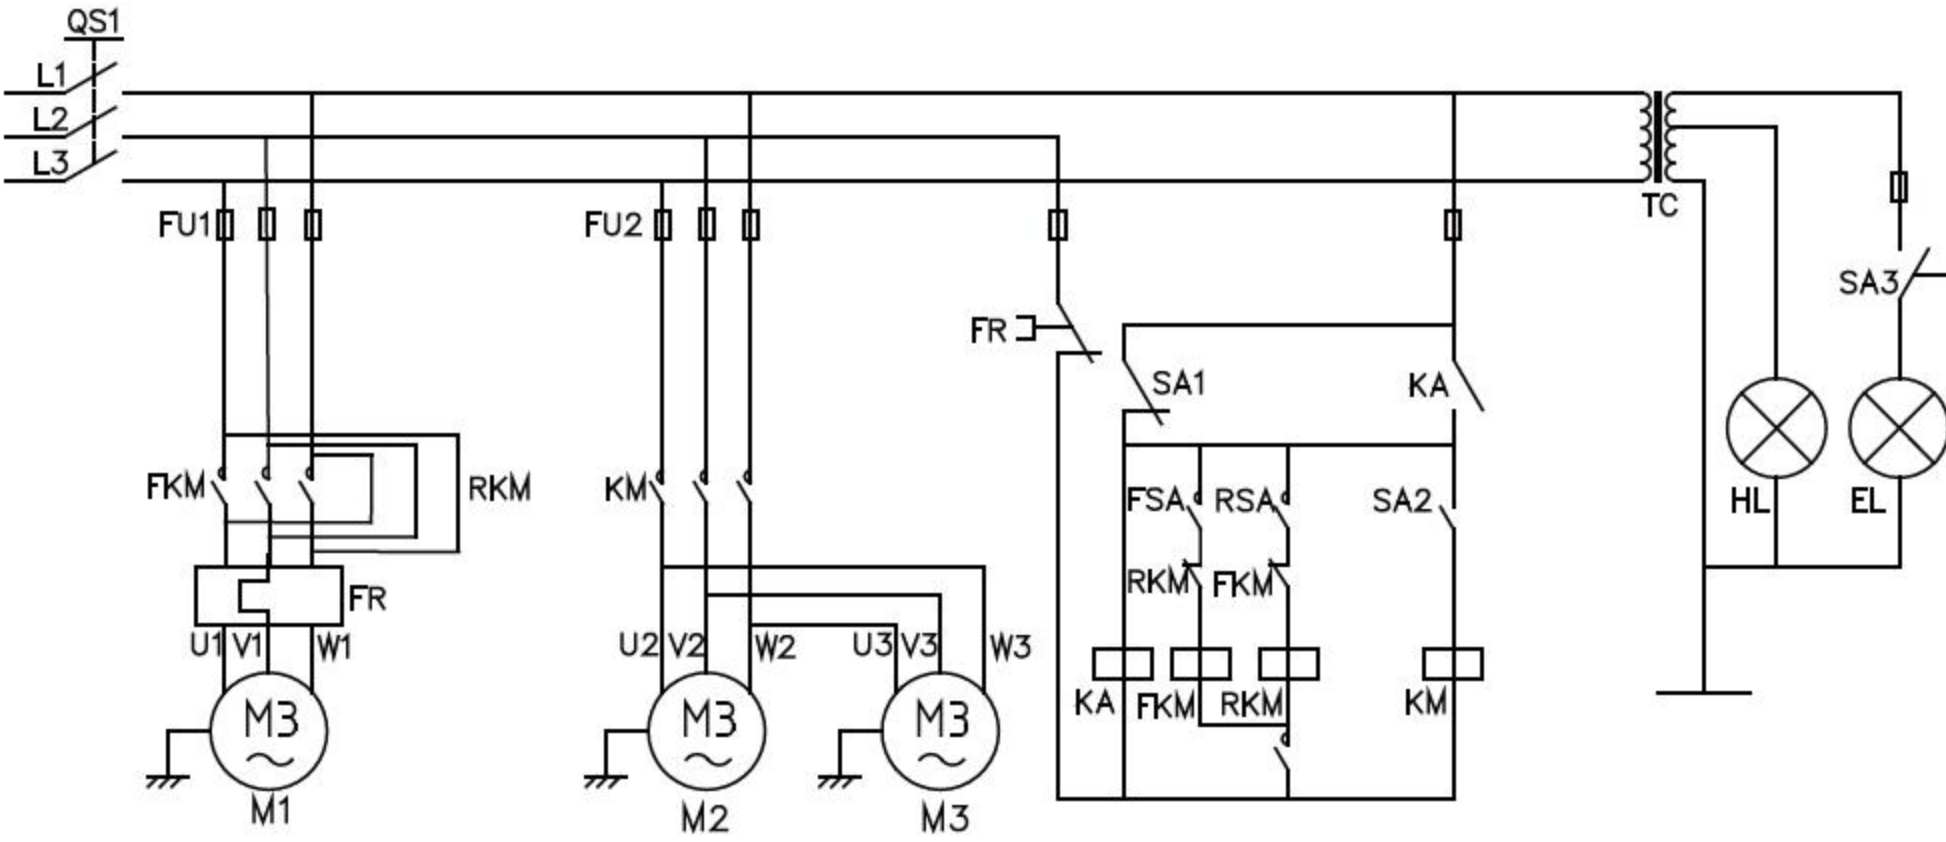 QS1
L1
L2
L3
FU1
FU2
TC
SA3
FR
SA1
KA
FKM
RKM
KM
FSA
RSA
SA2
HL
EL
RKM
FKM
FR
U1 V1 W1
U2 V2 W2
U3 V3 W3
KA
FKM
RKM
KM
M3
~
M3
~
M3
~
M1
M2
M3